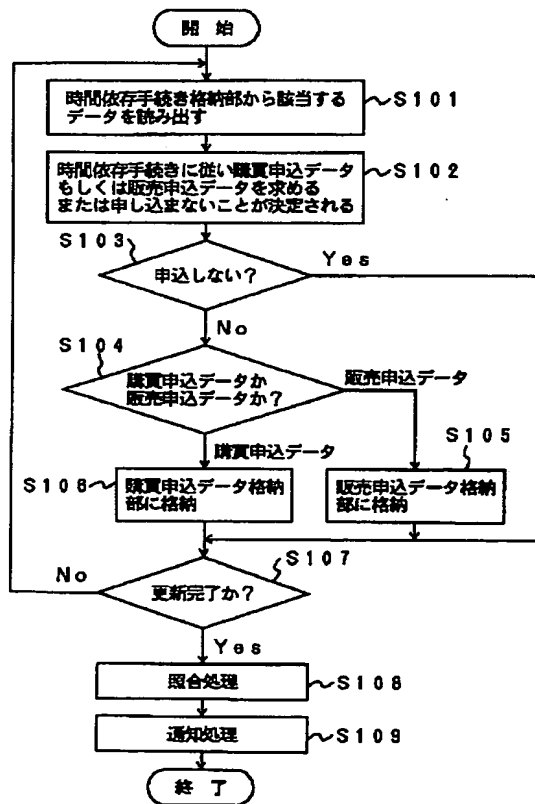 開始
時間依存手続き格納部から該当する
データを読み出す
S101
時間依存手続きに従い購買申込データ
もしくは販売申込データを求める
または申し込まないことが決定される
S102
S103
申込しない？
Yes
No
S104
購買申込データか
販売申込データか？
販売申込データ
購買申込データ
S105
S106
購買申込データ格納
部に格納
販売申込データ格納
部に格納
S107
No
更新完了か？
Yes
照合処理
S108
通知処理
S109
終了